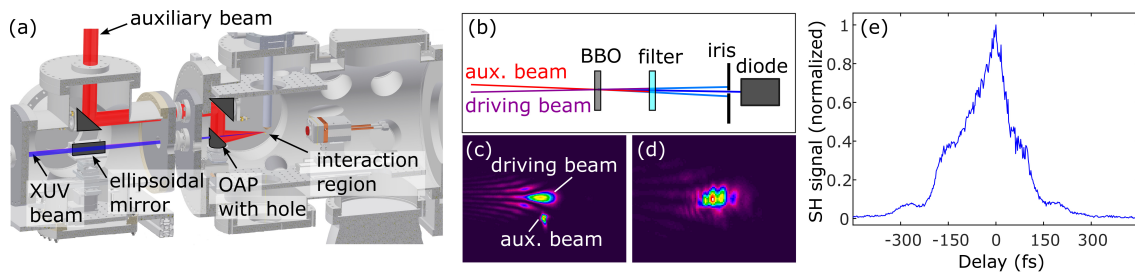 (a)
auxiliary beam
XUV
beam
ellipsoidal
mirror
OAP
with hole
interaction
region
(b)
BBO
filter
iris
diode
aux. beam
driving beam
(c)
driving beam
aux. beam
(d)
(e)
SH signal (normalized)
1
0.8
0.6
0.4
0.2
0
-300
-150
0
150
300
Delay (fs)